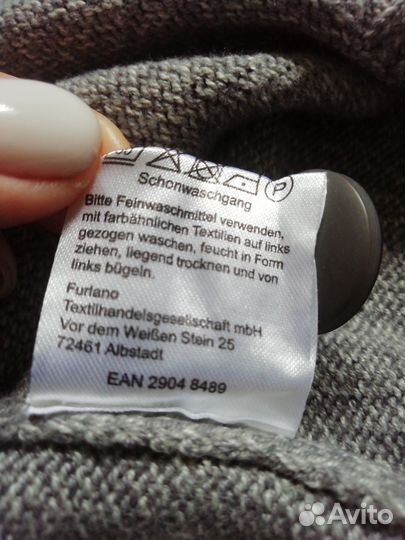 30 P
Schonwaschgang
Bitte Feinwaschmittel verwenden,
mit farbähnlichen Textilien auf links
gezogen waschen, feucht in Form
ziehen, liegend trocknen und von
links bügeln.
Furlano
Textilhandelsgesellschaft mbH
Vor dem Weißen Stein 25
72461 Albstadt
EAN 2904 8489
Avito